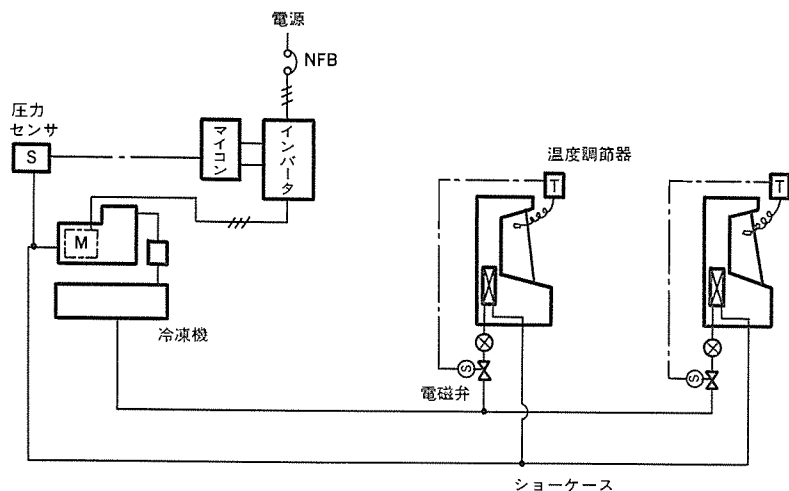 電源
NFB
圧力
センサ
S
マイコン
インバータ
温度調節器
T
T
M
冷凍機
S
電磁弁
S
ショーケース